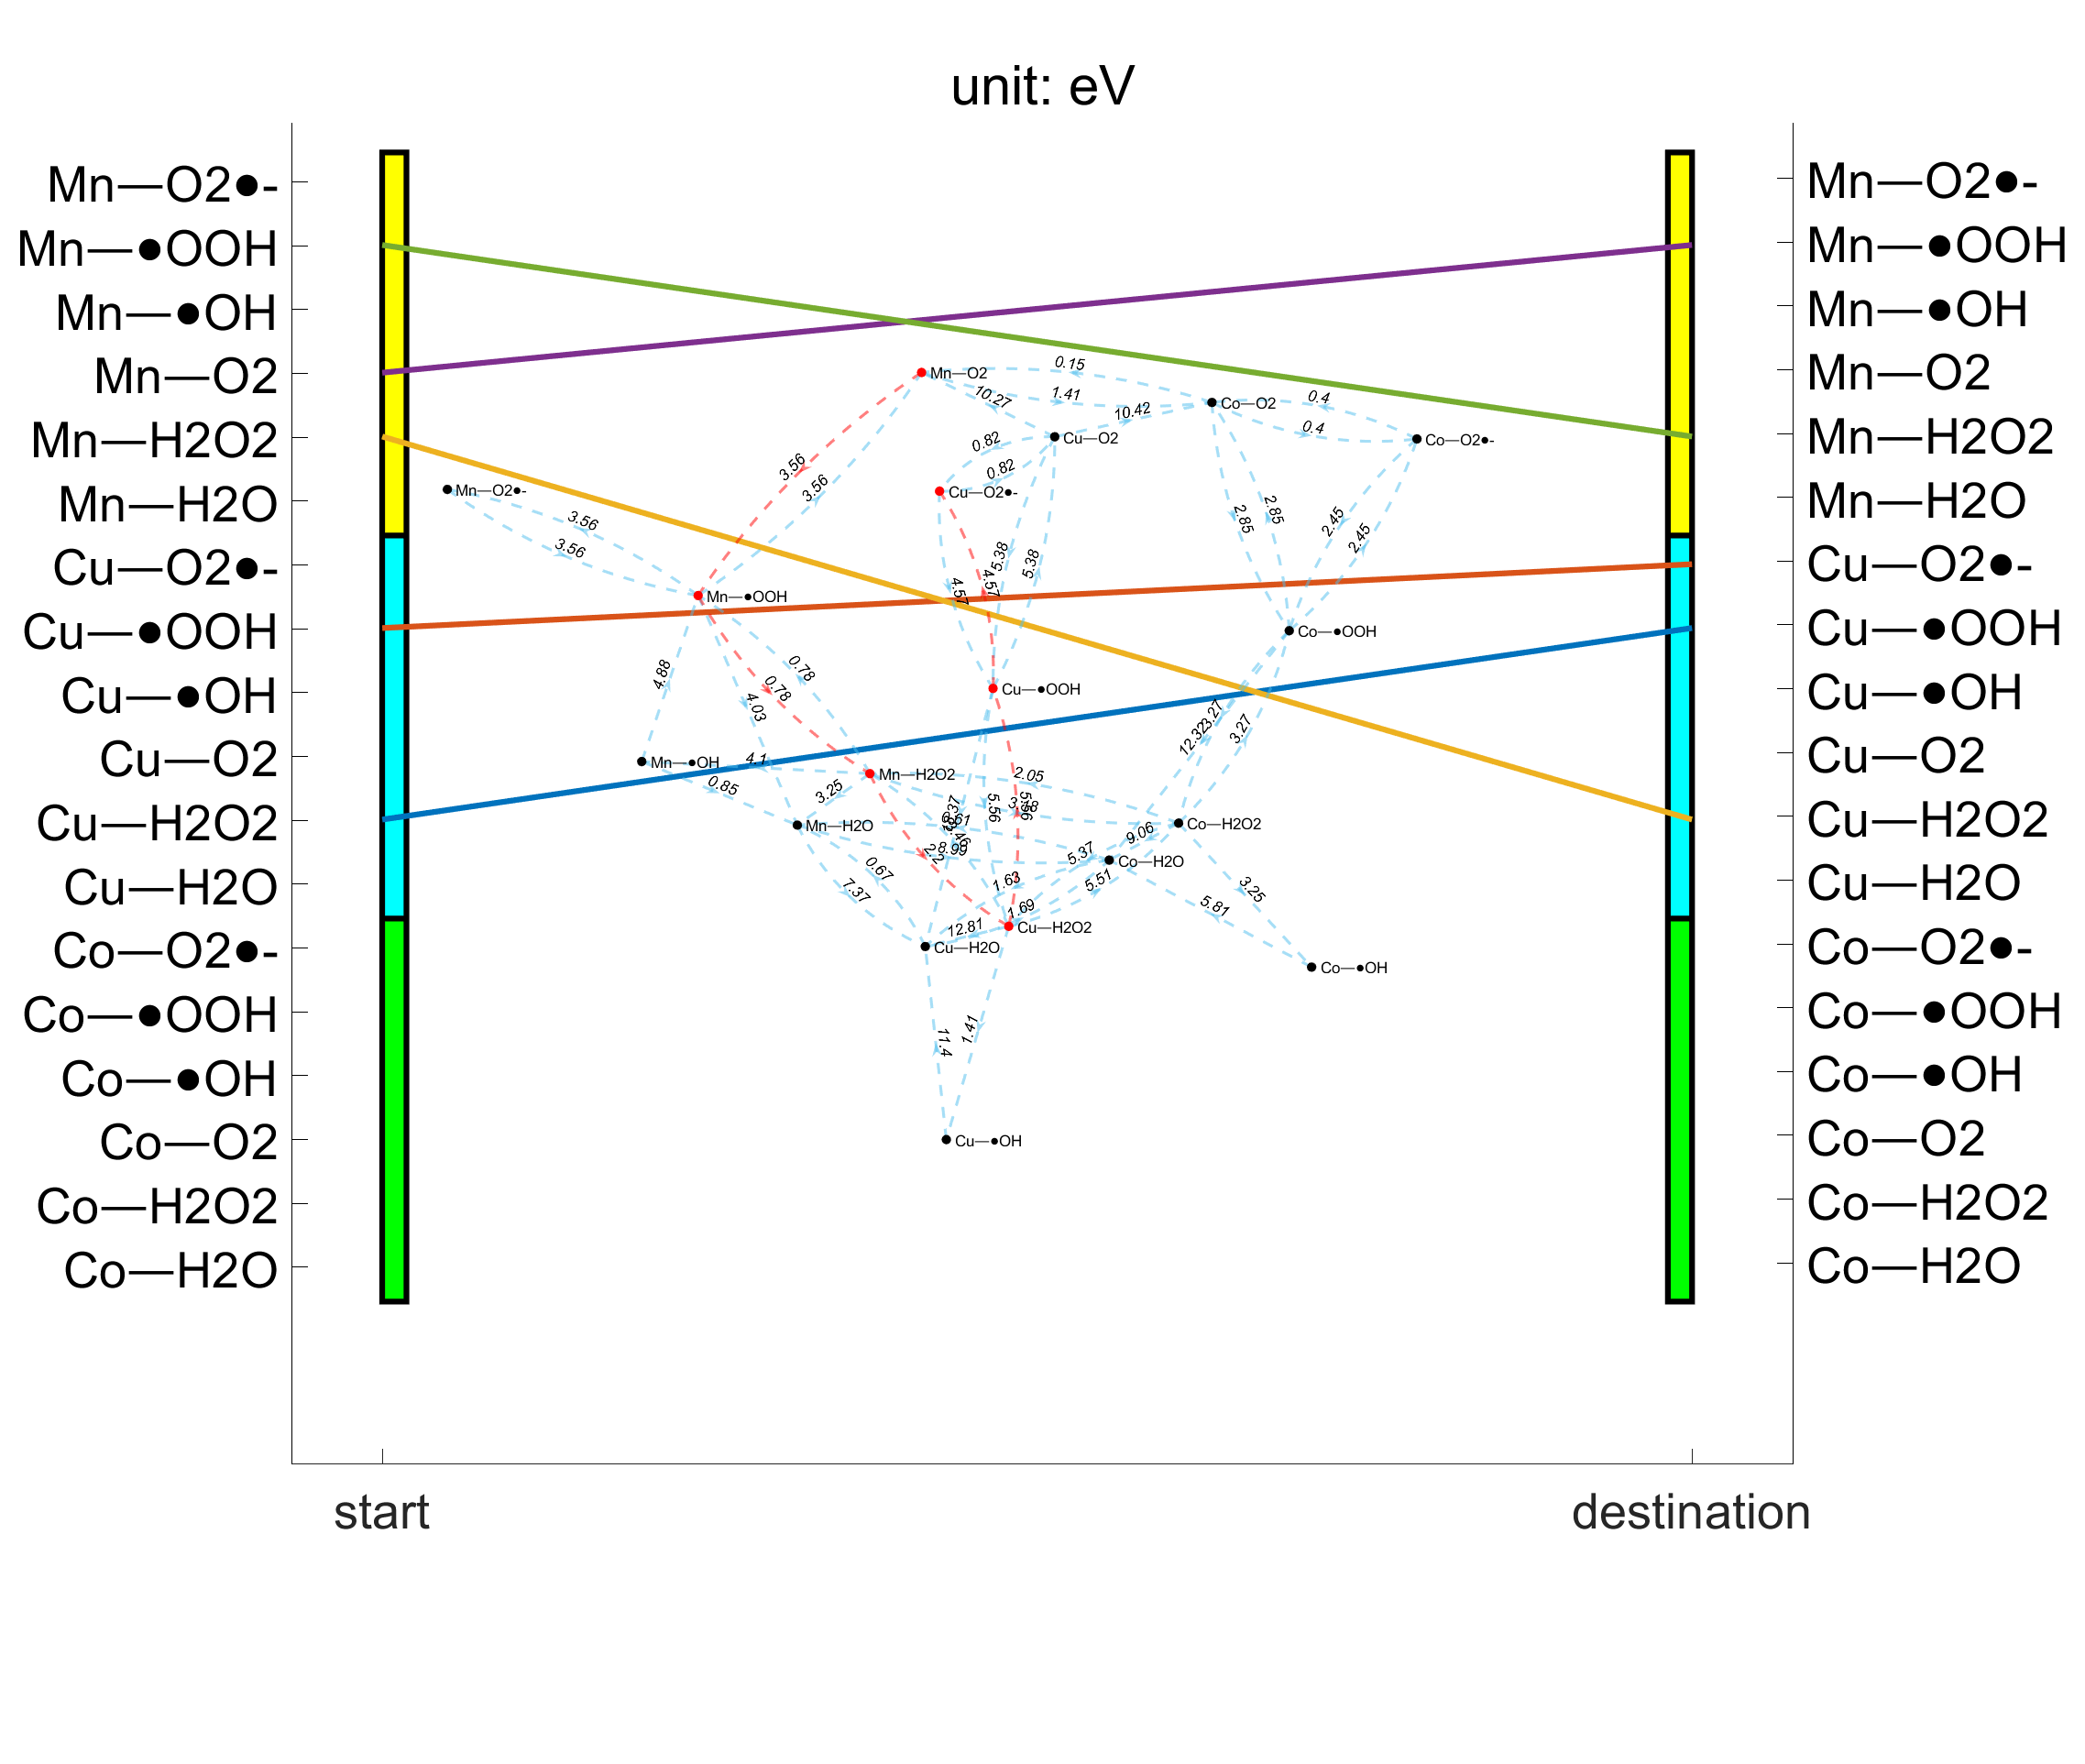 unit: eV
Mn—O2●-
Mn—●OOH
Mn—●OH
Mn—O2
Mn—H2O2
Mn—H2O
Cu—O2●-
Cu—●OOH
Cu—●OH
Cu—O2
Cu—H2O2
Cu—H2O
Co—O2●-
Co—●OOH
Co—●OH
Co—O2
Co—H2O2
Co—H2O
Mn—O2
0.15
10.27
1.41
10.42
Co—O2
0.4
0.4
Co—O2●-
Cu—O2
0.82
0.82
Cu—O2●-
3.56
3.56
Mn—O2●-
3.56
3.56
2.85
2.85
2.45
2.45
4.57
4.57
5.38
5.38
Mn—●OOH
Co—●OOH
4.88
4.03
0.78
0.78
Cu—●OOH
12.32
3.27
3.27
Mn—●OH
4.1
0.85
Mn—H2O2
3.25
2.05
5.56
Mn—H2O
Co—H2O2
9.06
8.99
2.2
5.37
5.51
Co—H2O
0.67
7.37
1.63
1.69
3.25
5.81
12.81
Cu—H2O2
Cu—H2O
Co—●OH
11.4
1.41
Cu—●OH
Mn—O2●-
Mn—●OOH
Mn—●OH
Mn—O2
Mn—H2O2
Mn—H2O
Cu—O2●-
Cu—●OOH
Cu—●OH
Cu—O2
Cu—H2O2
Cu—H2O
Co—O2●-
Co—●OOH
Co—●OH
Co—O2
Co—H2O2
Co—H2O
start
destination